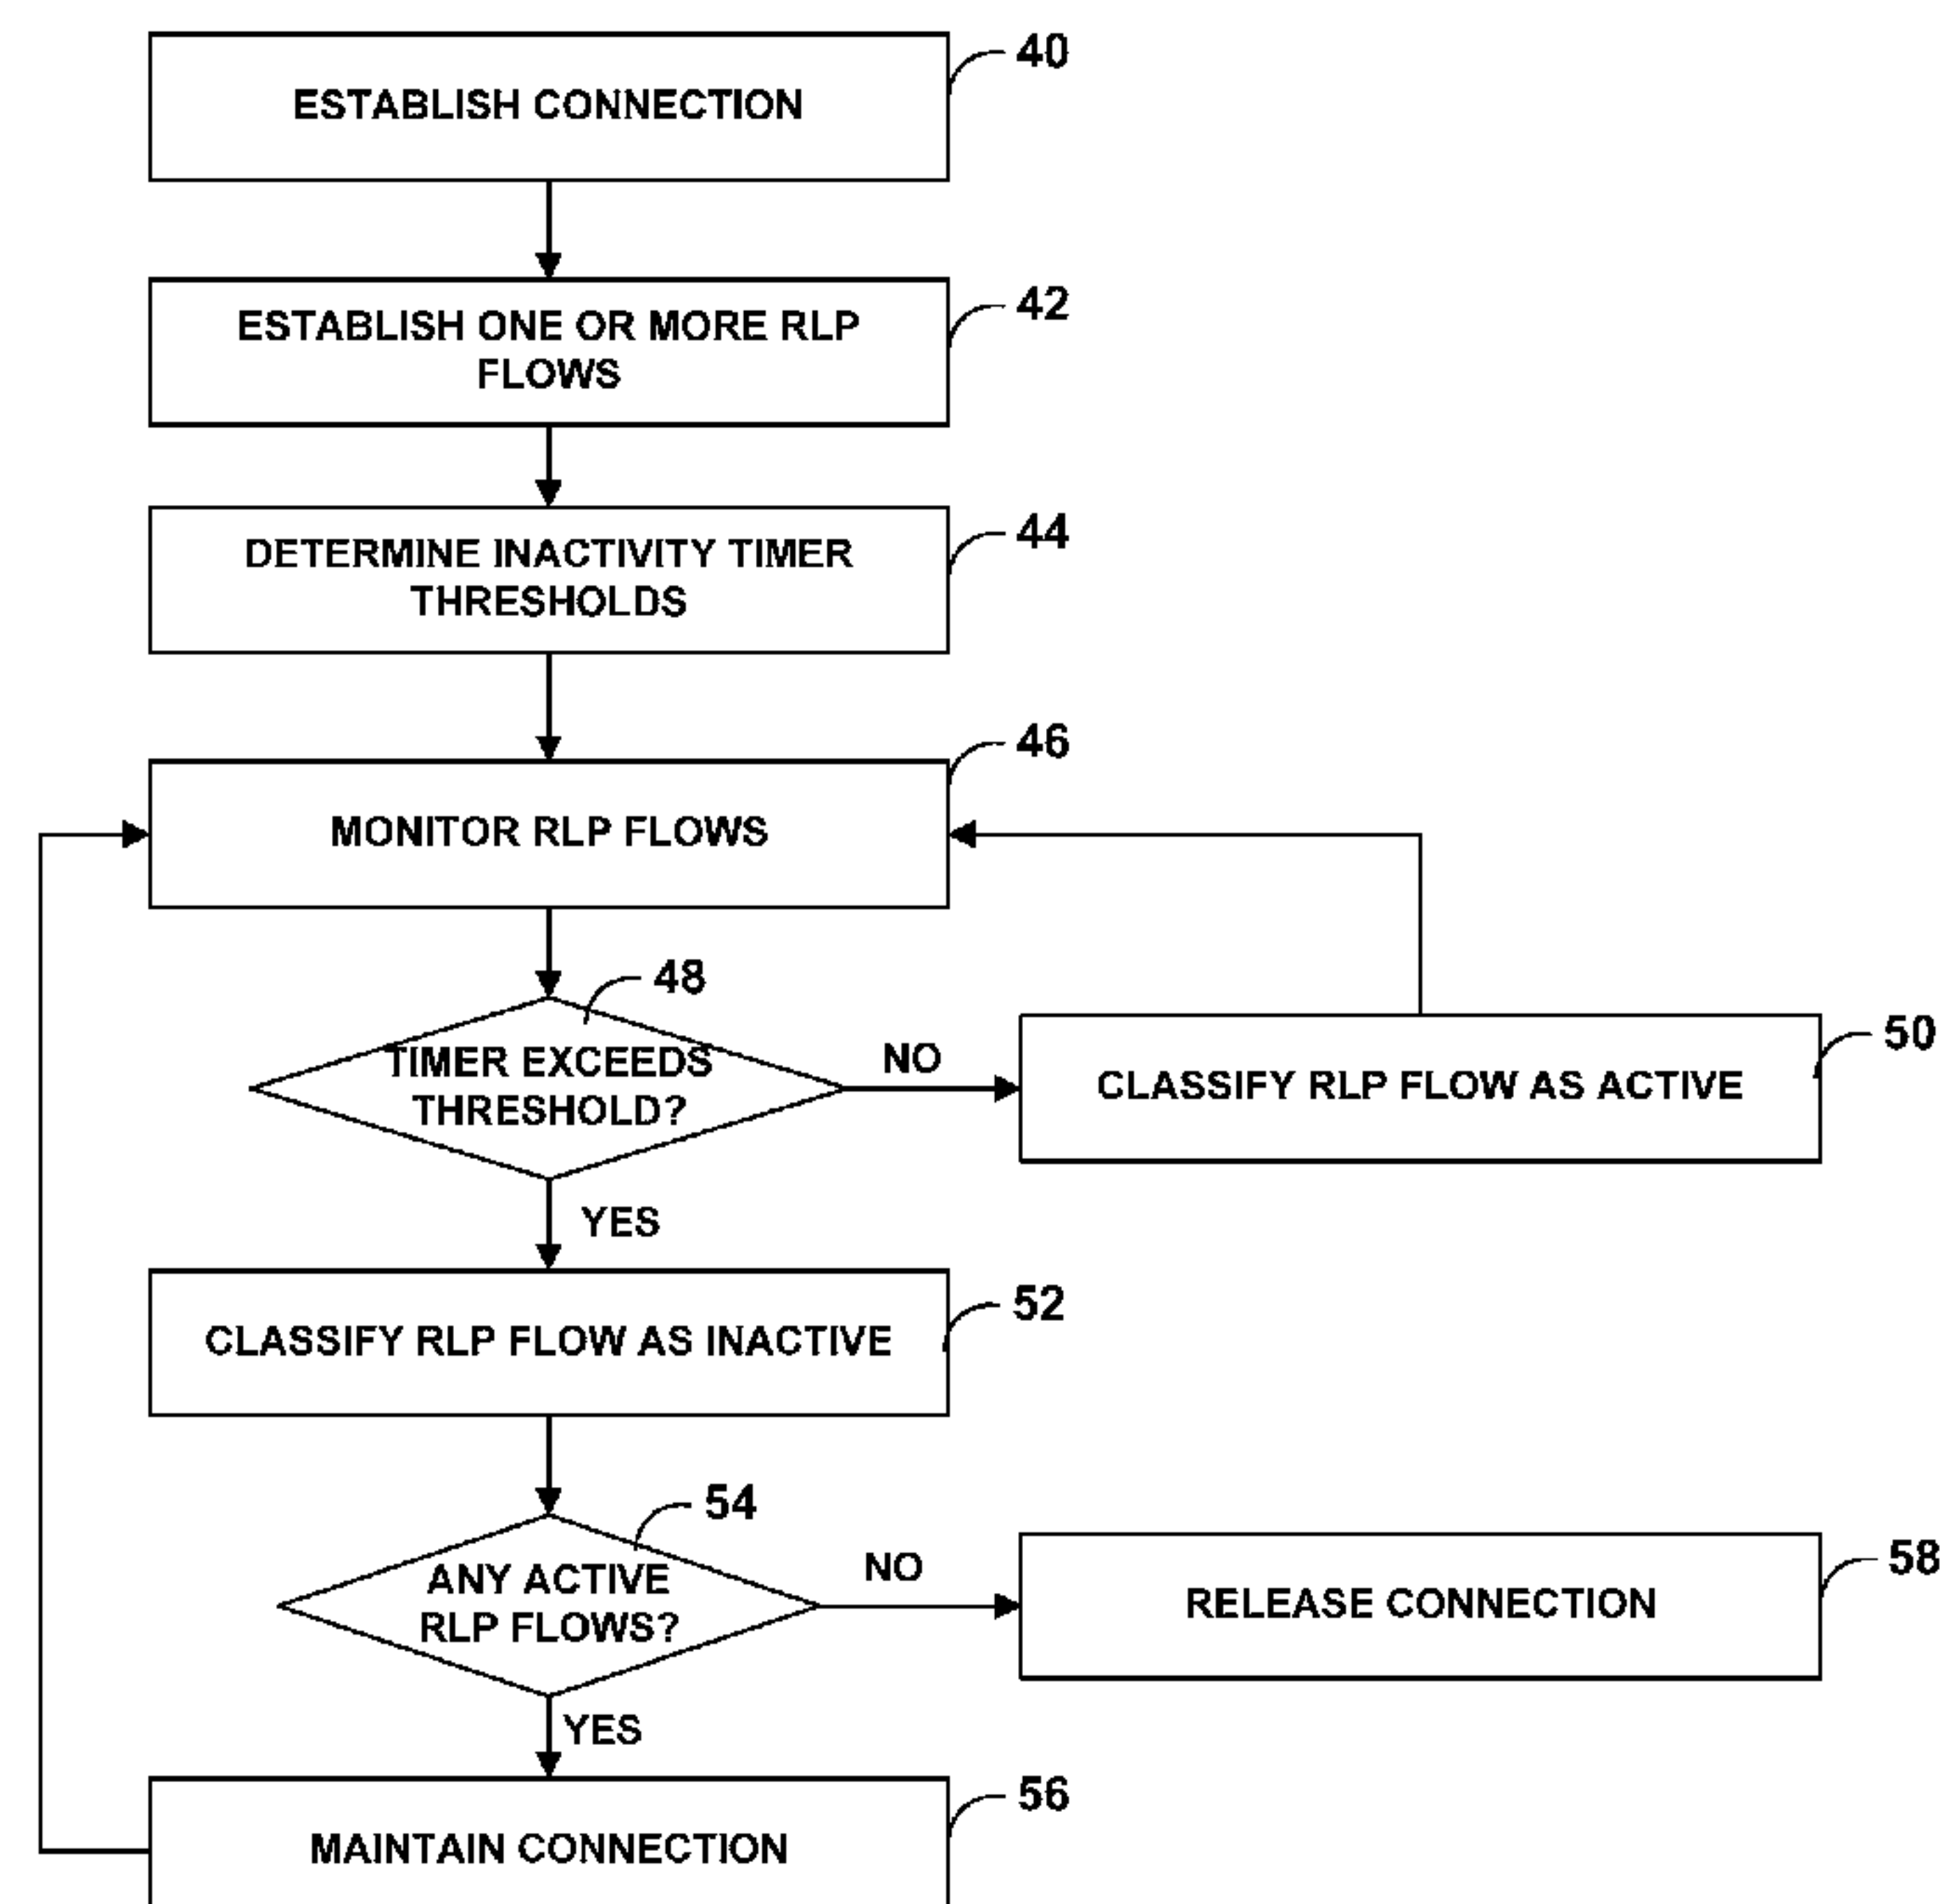 40
ESTABLISH CONNECTION
42
ESTABLISH ONE OR MORE RLP
FLOWS
44
DETERMINE INACTIVITY TIMER
THRESHOLDS
46
MONITOR RLP FLOWS
48
TIMER EXCEEDS
THRESHOLD?
NO
50
CLASSIFY RLP FLOW AS ACTIVE
YES
52
CLASSIFY RLP FLOW AS INACTIVE
54
ANY ACTIVE
RLP FLOWS?
NO
58
RELEASE CONNECTION
YES
56
MAINTAIN CONNECTION